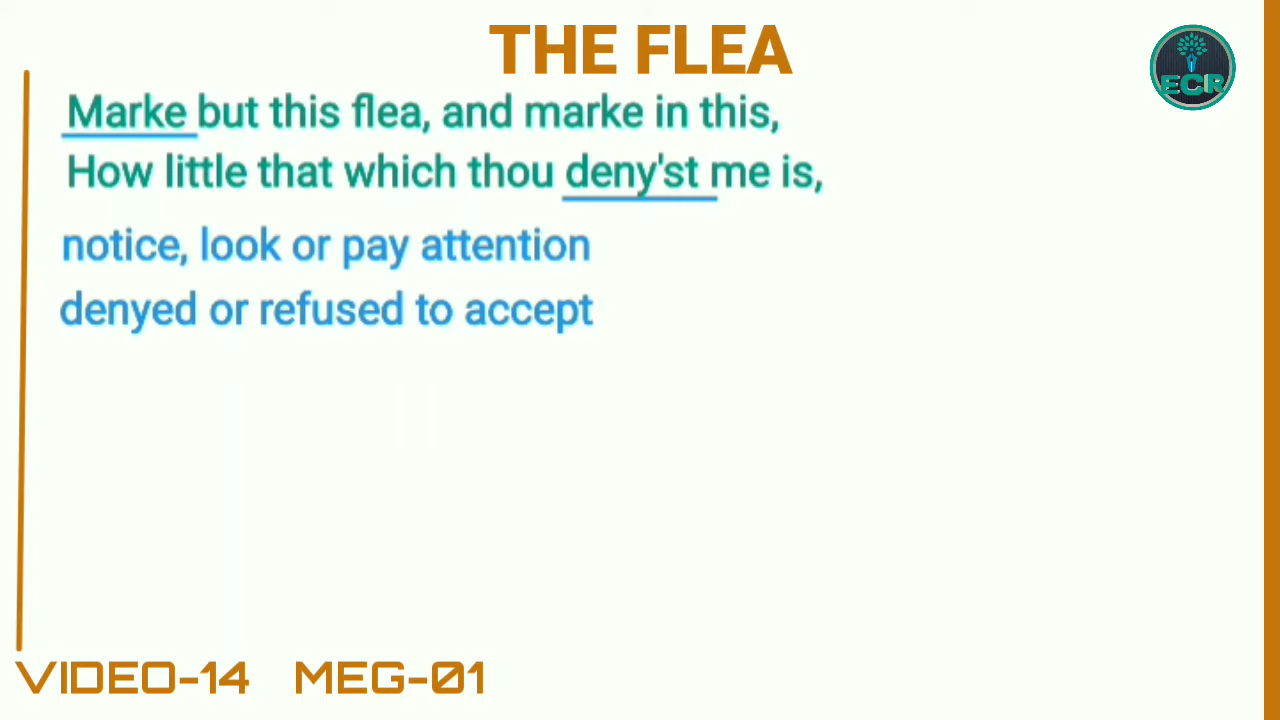 THE FLEA
ECR
Marke but this flea, and marke in this,
How little that which thou deny'st me is,
notice, look or pay attention
denyed or refused to accept
VIDEO-14 MEG-01